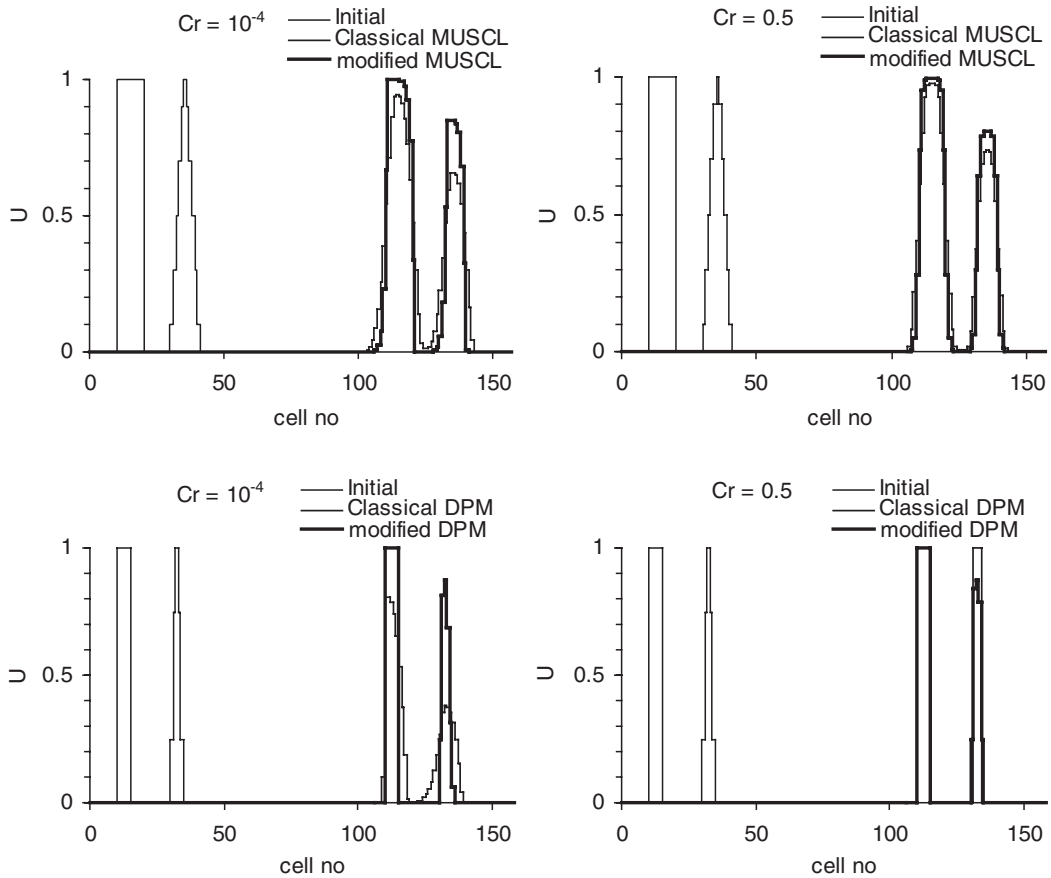 Cr = 10-4
Initial
Classical MUSCL
modified MUSCL
1
0.5
0
U
0 50 100 150
cell no
Cr = 0.5
Initial
Classical MUSCL
modified MUSCL
1
0.5
0
U
0 50 100 150
cell no
Cr = 10-4
Initial
Classical DPM
modified DPM
1
0.5
0
U
0 50 100 150
cell no
Cr = 0.5
Initial
Classical DPM
modified DPM
1
0.5
0
U
0 50 100 150
cell no